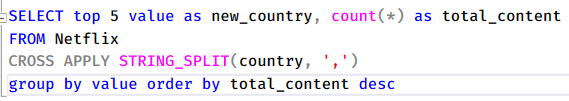 SELECT top 5 value as new_country, count(*) as total_content
FROM Netflix
CROSS APPLY STRING_SPLIT(country, ',')
group by value order by total_content desc